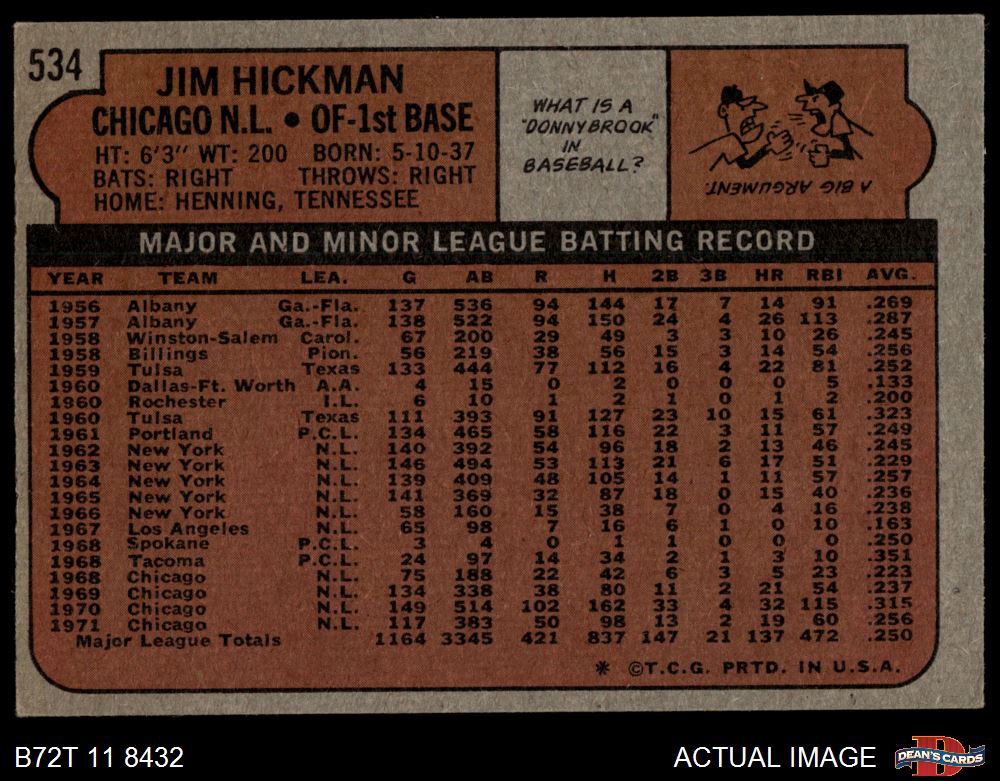 534
JIM HICKMAN
CHICAGO N.L. • OF-1st BASE
HT: 6'3" WT: 200 BORN: 5-10-37
BATS: RIGHT THROWS: RIGHT
HOME: HENNING, TENNESSEE
WHAT IS A
"DONNYBROOK"
IN
BASEBALL?
A BIG ARGUMENT.
MAJOR AND MINOR LEAGUE BATTING RECORD
YEAR TEAM LEA. G AB R H 2B 3B HR RBI AVG.
1956 Albany Ga.-Fla. 137 536 94 144 17 7 14 91 .269
1957 Albany Ga.-Fla. 138 522 94 150 24 4 26 113 .287
1958 Winston-Salem Carol. 67 200 29 49 3 3 10 26 .245
1958 Billings Pion. 56 219 38 56 15 3 14 54 .256
1959 Tulsa Texas 133 444 77 112 16 4 22 81 .252
1960 Dallas-Ft. Worth A.A. 4 15 0 2 0 0 0 5 .133
1960 Rochester I.L. 6 10 1 2 1 0 1 2 .200
1960 Tulsa Texas 111 393 91 127 23 10 15 61 .323
1961 Portland P.C.L. 134 465 58 116 22 3 11 57 .249
1962 New York N.L. 140 392 54 96 18 2 13 46 .245
1963 New York N.L. 146 494 53 113 21 6 17 51 .229
1964 New York N.L. 139 409 48 105 14 1 11 57 .257
1965 New York N.L. 141 369 32 87 18 0 15 40 .236
1966 New York N.L. 58 160 15 38 7 0 4 16 .238
1967 Los Angeles N.L. 65 98 7 16 6 1 0 10 .163
1968 Spokane P.C.L. 3 4 0 1 1 0 0 0 .250
1968 Tacoma P.C.L. 24 97 14 34 2 1 3 10 .351
1968 Chicago N.L. 75 188 22 42 6 3 5 23 .223
1969 Chicago N.L. 134 338 38 80 11 2 21 54 .237
1970 Chicago N.L. 149 514 102 162 33 4 32 115 .315
1971 Chicago N.L. 117 383 50 98 13 2 19 60 .256
Major League Totals 1164 3345 421 837 147 21 137 472 .250
* ©T.C.G. PRTD. IN U.S.A.
B72T 11 8432
ACTUAL IMAGE
D
DEAN'S CARDS